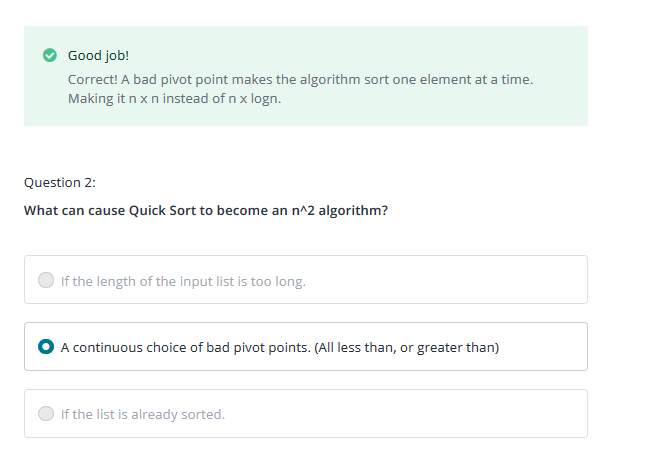 Good job!
Correct! A bad pivot point makes the algorithm sort one element at a time.
Making it n x n instead of n x logn.
Question 2:
What can cause Quick Sort to become an n^2 algorithm?
If the length of the input list is too long.
A continuous choice of bad pivot points. (All less than, or greater than)
If the list is already sorted.